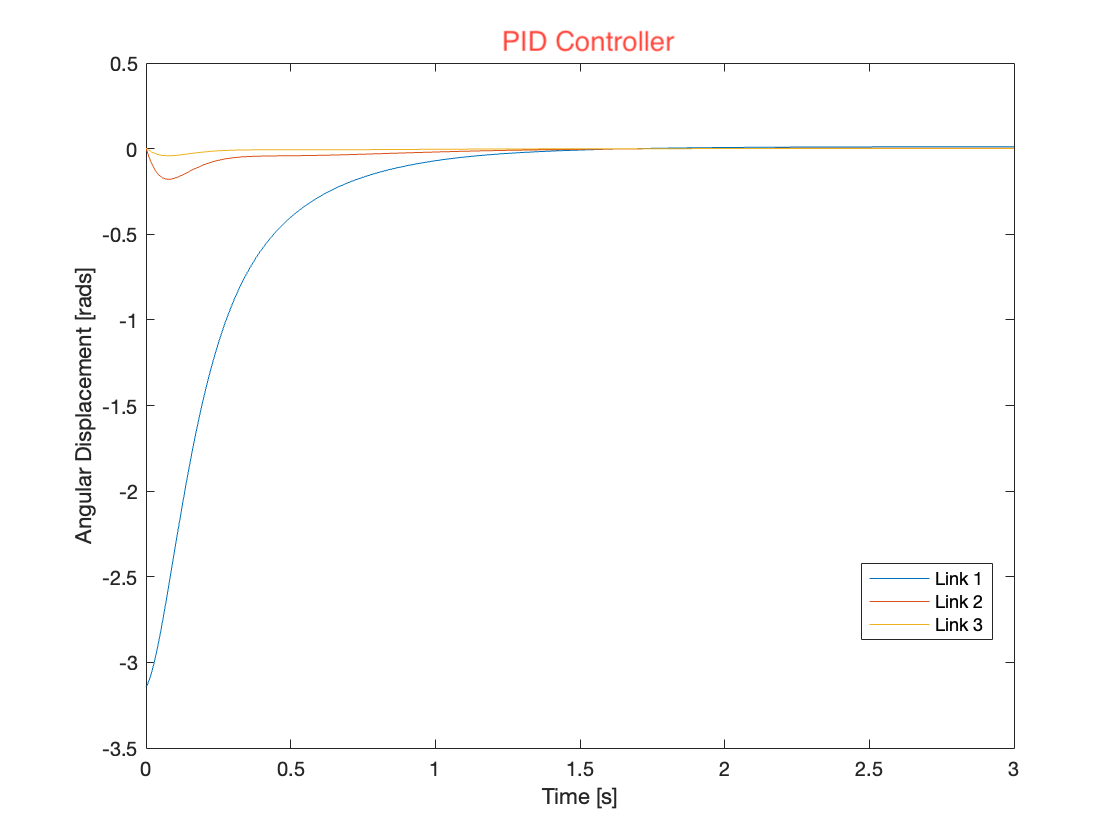 PID Controller
0.5
0
-0.5
-1
-1.5
-2
-2.5
-3
-3.5
Angular Displacement [rads]
Link 1
Link 2
Link 3
0 0.5 1 1.5 2 2.5 3
Time [s]